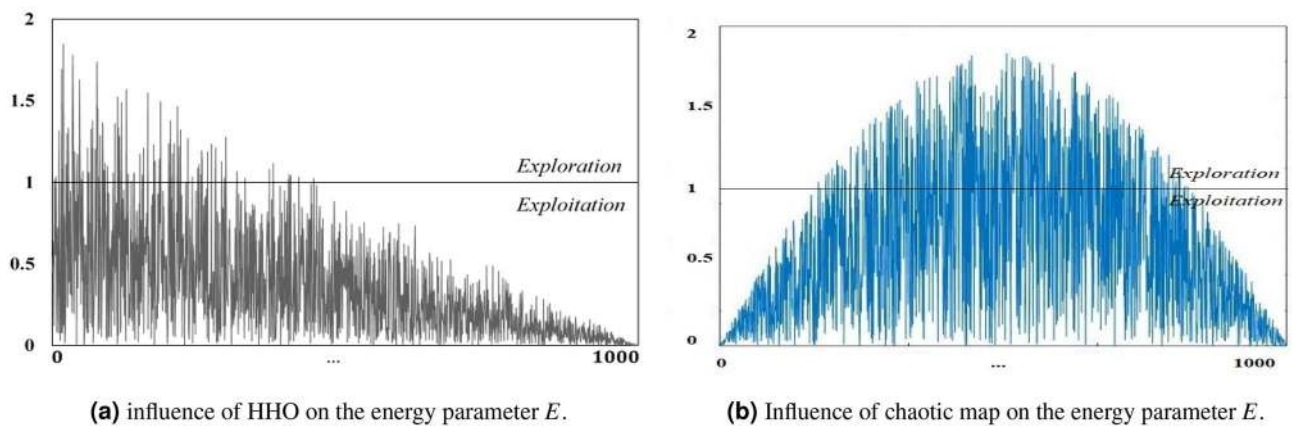 2
1.5
1
0.5
0
Exploration
Exploitation
0
...
1000
(a) influence of HHO on the energy parameter E.
2
1.5
1
0.5
0
Exploration
Exploitation
0
...
1000
(b) Influence of chaotic map on the energy parameter E.